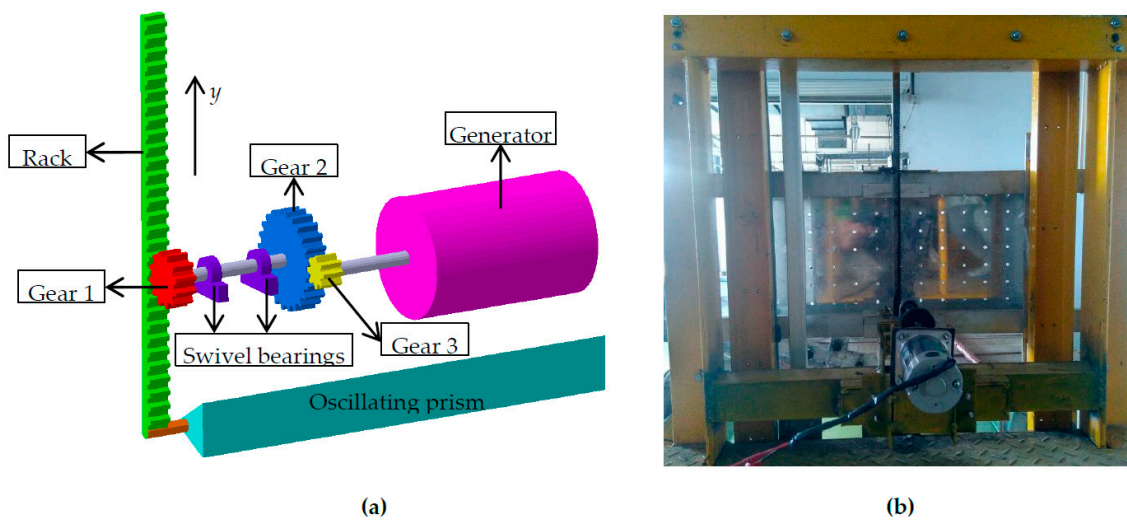 y
Generator
Rack
Gear 2
Gear 1
Swivel bearings
Gear 3
Oscillating prism
(a)
(b)